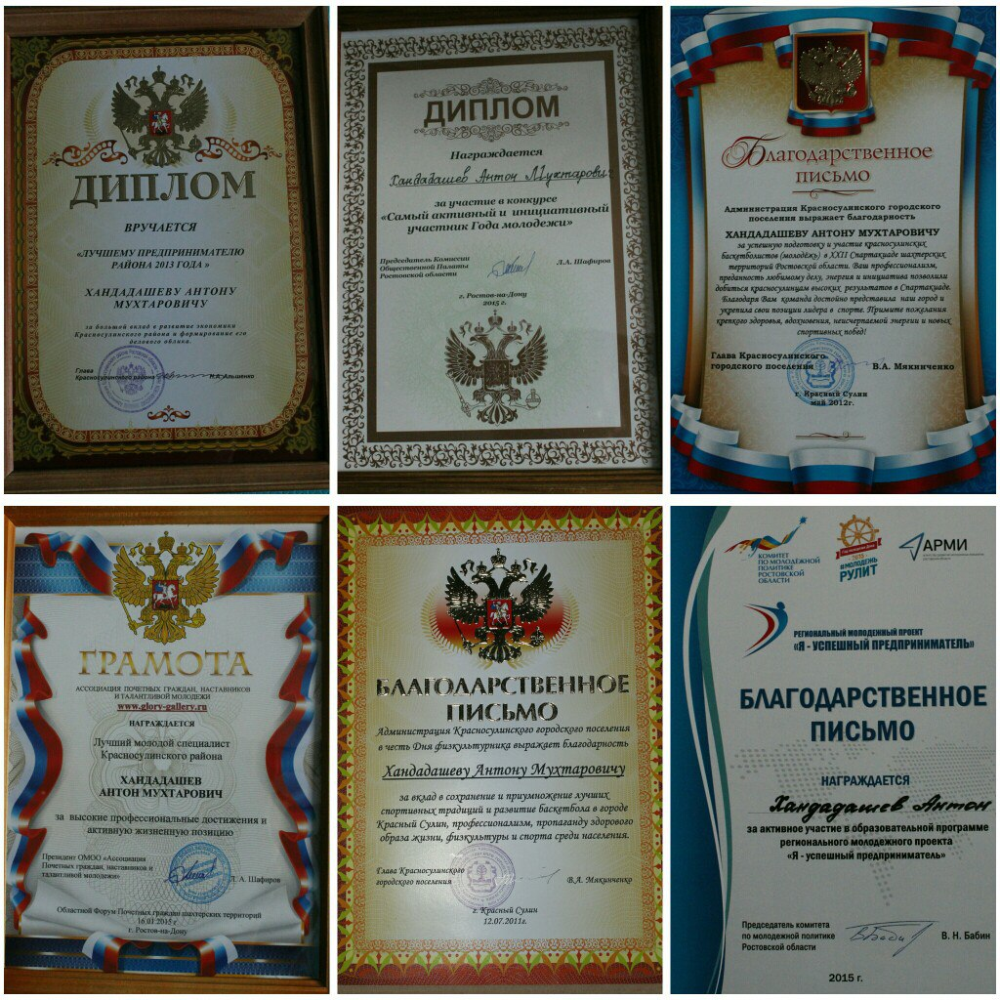 ДИПЛОМ
ВРУЧАЕТСЯ
«ЛУЧШЕМУ ПРЕДПРИНИМАТЕЛЮ
РАЙОНА 2013 ГОДА »
ХАНДАДАШЕВУ АНТОНУ
МУХТАРОВИЧУ
за большой вклад в развитие экономики
Красносулинского района и формирование его
делового облика.
Глава
Красносулинского района
Н.А. Альшенко
ДИПЛОМ
Награждается
Хандадашев Антон Мухтарович
за участие в конкурсе
«Самый активный и инициативный
участник Года молодежи»
Председатель Комиссии
Общественной Палаты
Ростовской области
Л.А. Шафиров
г. Ростов-на-Дону
2015 г.
Благодарственное
письмо
Администрация Красносулинского городского
поселения выражает благодарность
ХАНДАДАШЕВУ АНТОНУ МУХТАРОВИЧУ
за успешную подготовку и участие красносулинских
баскетболистов (молодёжь) в XXII Спартакиаде шахтерских
территорий Ростовской области. Ваш профессионализм,
преданность любимому делу, энергия и инициатива позволили
добиться красносулинцам высоких результатов в Спартакиаде.
Благодаря Вам команда достойно представила наш город и
укрепила свои позиции лидера в спорте. Примите пожелания
крепкого здоровья, вдохновения, неисчерпаемой энергии и новых
спортивных побед!
Глава Красносулинского
городского поселения
В.А. Мякинченко
г. Красный Сулин
май 2012г.
ГРАМОТА
АССОЦИАЦИЯ ПОЧЕТНЫХ ГРАЖДАН, НАСТАВНИКОВ
И ТАЛАНТЛИВОЙ МОЛОДЕЖИ
www.glory-gallery.ru
НАГРАЖДАЕТСЯ
Лучший молодой специалист
Красносулинского района
ХАНДАДАШЕВ
АНТОН МУХТАРОВИЧ
за высокие профессиональные достижения и
активную жизненную позицию
Президент ОМОО «Ассоциация
Почетных граждан, наставников и
талантливой молодежи»
Л. А. Шафиров
Областной Форум Почетных граждан шахтерских территорий
16.01.2015 г.
г. Ростов-на-Дону
БЛАГОДАРСТВЕННОЕ
ПИСЬМО
Администрация Красносулинского городского поселения
в честь Дня физкультурника выражает благодарность
Хандадашеву Антону Мухтаровичу
за вклад в сохранение и приумножение лучших
спортивных традиций и развитие баскетбола в городе
Красный Сулин, профессионализм, пропаганду здорового
образа жизни, физкультуры и спорта среди населения.
Глава Красносулинского
городского поселения
В.А. Мякинченко
г. Красный Сулин
12.07.2011г.
КОМИТЕТ
ПО МОЛОДЕЖНОЙ
ПОЛИТИКЕ
РОСТОВСКОЙ
ОБЛАСТИ
2015
#МОЛОДЕЖЬ
РУЛИТ
АРМИ
РЕГИОНАЛЬНЫЙ МОЛОДЕЖНЫЙ ПРОЕКТ
«Я - УСПЕШНЫЙ ПРЕДПРИНИМАТЕЛЬ»
БЛАГОДАРСТВЕННОЕ
ПИСЬМО
НАГРАЖДАЕТСЯ
Хандадашев Антон
за активное участие в образовательной программе
регионального молодежного проекта
«Я - успешный предприниматель»
Председатель комитета
по молодежной политике
Ростовской области
В. Н. Бабин
2015 г.